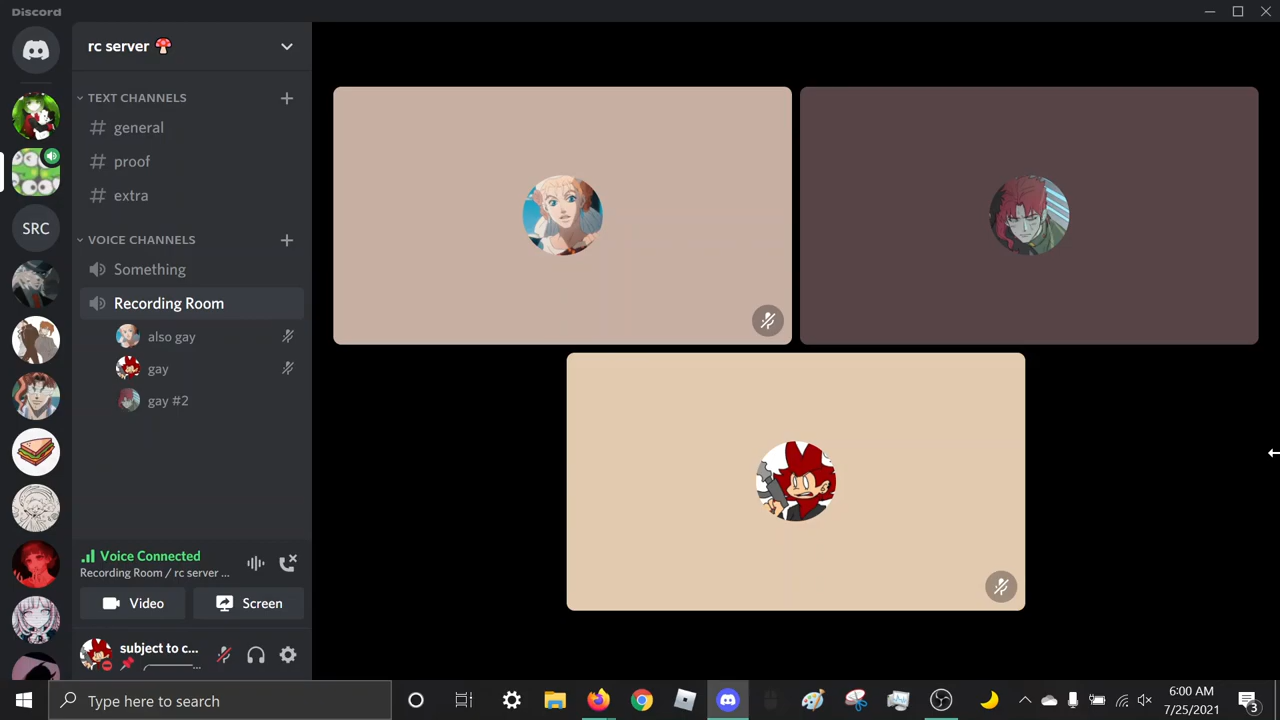 Discord
rc server
TEXT CHANNELS
general
proof
extra
SRC
VOICE CHANNELS
Something
Recording Room
also gay
gay
gay #2
Voice Connected
Recording Room / rc server ...
Video
Screen
subject to c...
Type here to search
6:00 AM
7/25/2021
3